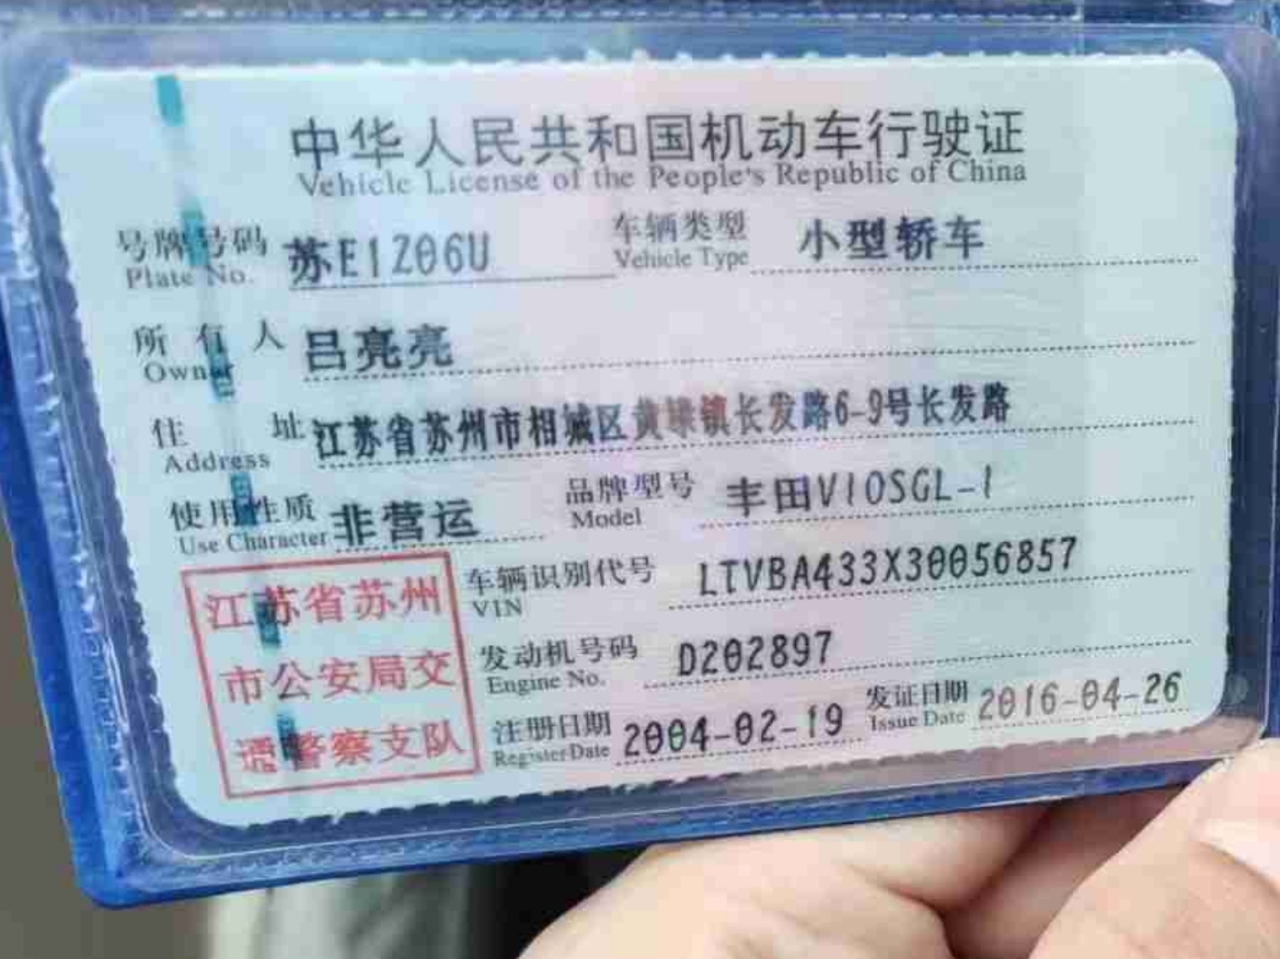 中华人民共和国机动车行驶证
Vehicle License of the People's Republic of China
号牌号码 苏E1Z06U 车辆类型 小型轿车
Plate No. Vehicle Type
所有人 吕亮亮
Owner
住址 江苏省苏州市相城区黄埭镇长发路6-9号长发路
Address
使用性质 非营运 品牌型号 丰田VIOSGL-I
Use Character Model
车辆识别代号 LTVBA433X30056857
VIN
发动机号码 D202897
Engine No.
注册日期 2004-02-19 发证日期 2016-04-26
Register Date Issue Date
江苏省苏州
市公安局交
通警察支队